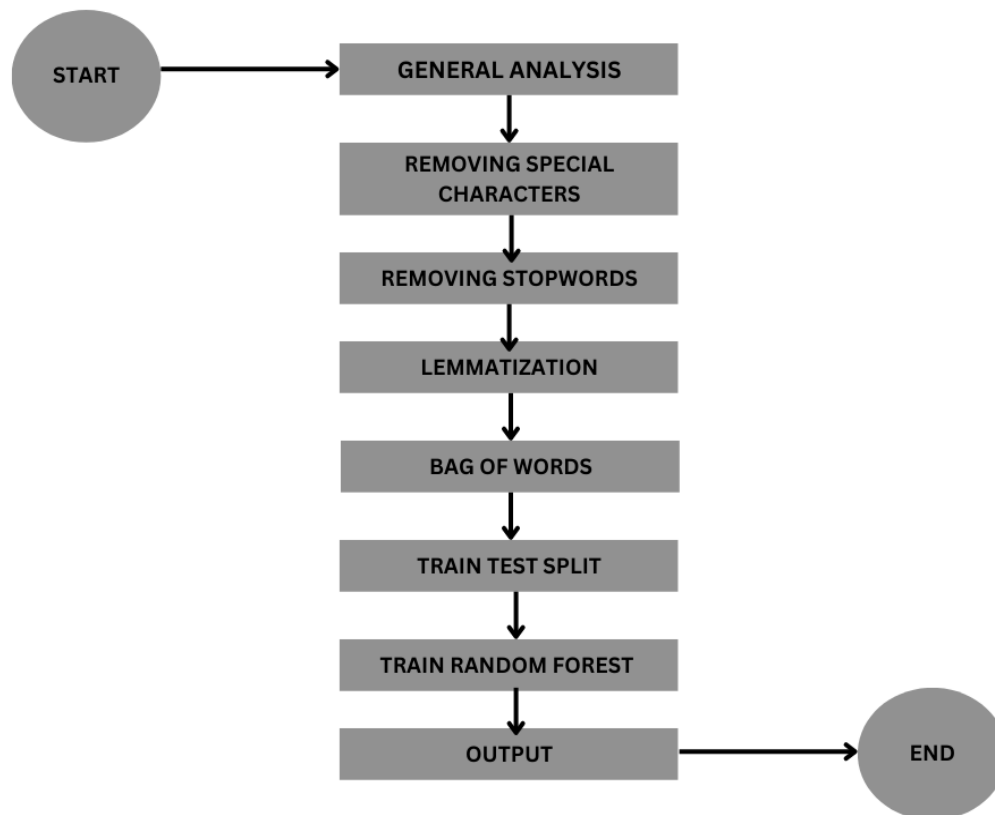 START
GENERAL ANALYSIS
REMOVING SPECIAL
CHARACTERS
REMOVING STOPWORDS
LEMMATIZATION
BAG OF WORDS
TRAIN TEST SPLIT
TRAIN RANDOM FOREST
OUTPUT
END